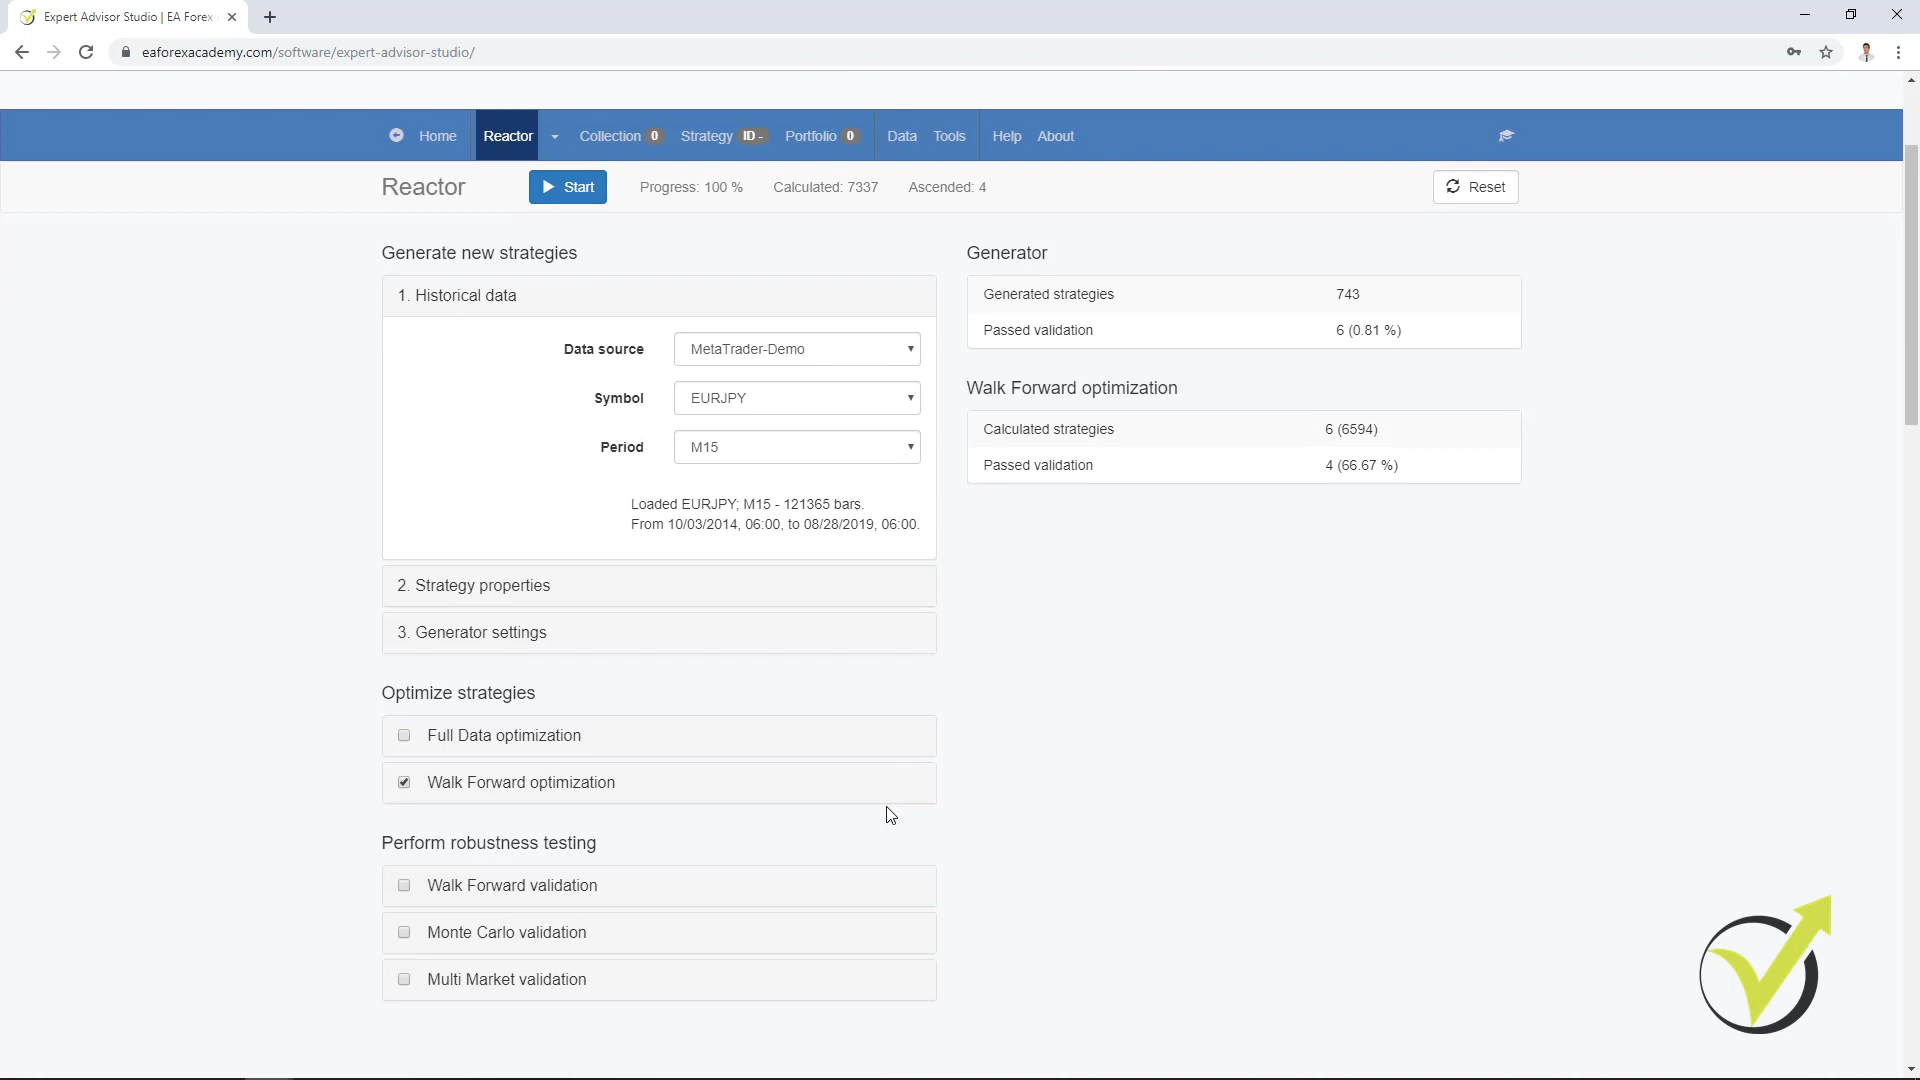 Expert Advisor Studio | EA Forex
eaforexacademy.com/software/expert-advisor-studio/
Home Reactor Collection 0 Strategy ID - Portfolio 0 Data Tools Help About
Reactor Start Progress: 100 % Calculated: 7337 Ascended: 4 Reset
Generate new strategies
1. Historical data
Data source MetaTrader-Demo
Symbol EURJPY
Period M15
Loaded EURJPY; M15 - 121365 bars.
From 10/03/2014, 06:00, to 08/28/2019, 06:00.
2. Strategy properties
3. Generator settings
Optimize strategies
Full Data optimization
Walk Forward optimization
Perform robustness testing
Walk Forward validation
Monte Carlo validation
Multi Market validation
Generator
Generated strategies 743
Passed validation 6 (0.81 %)
Walk Forward optimization
Calculated strategies 6 (6594)
Passed validation 4 (66.67 %)